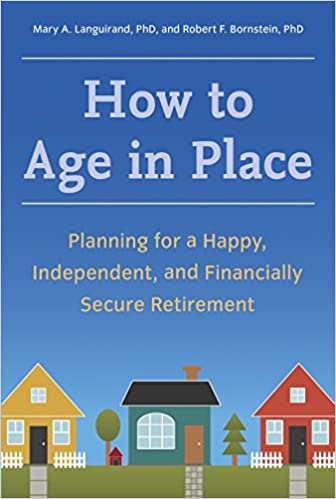 Mary A. Languirand, PhD, and Robert F. Bornstein, PhD
How to
Age in Place
Planning for a Happy,
Independent, and Financially
Secure Retirement